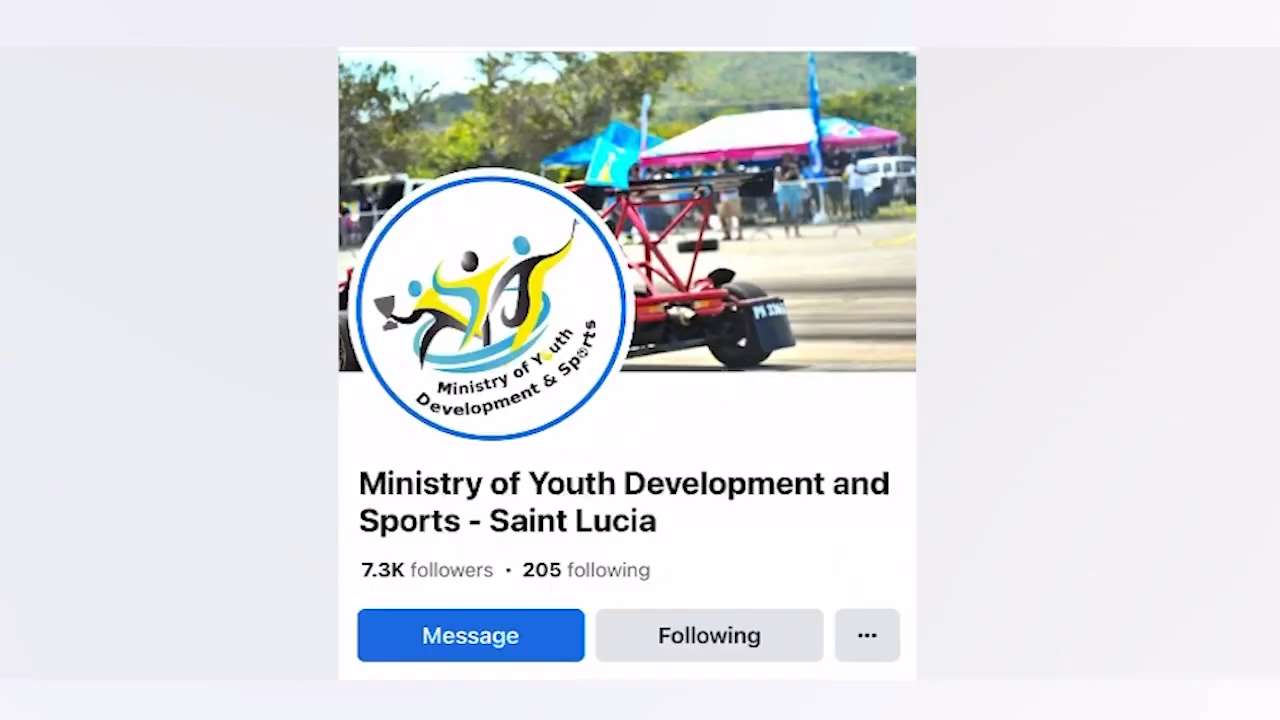 Ministry of Youth
Development & Sports
Ministry of Youth Development and
Sports - Saint Lucia
7.3K followers · 205 following
Message
Following